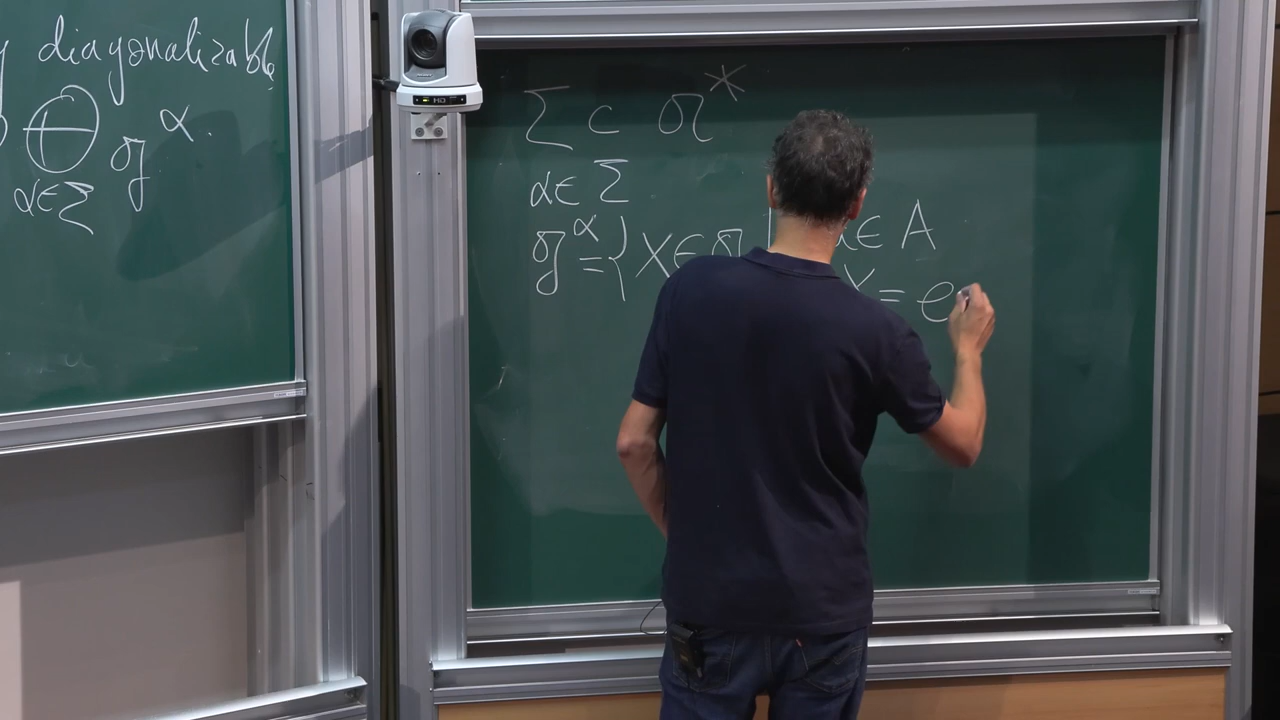 diagonalizable
⊕ 𝔤^α.
α∈Σ
Σ ⊂ 𝔞*
α∈Σ
𝔤^α = { X∈𝔤 | ∈ A
X = e